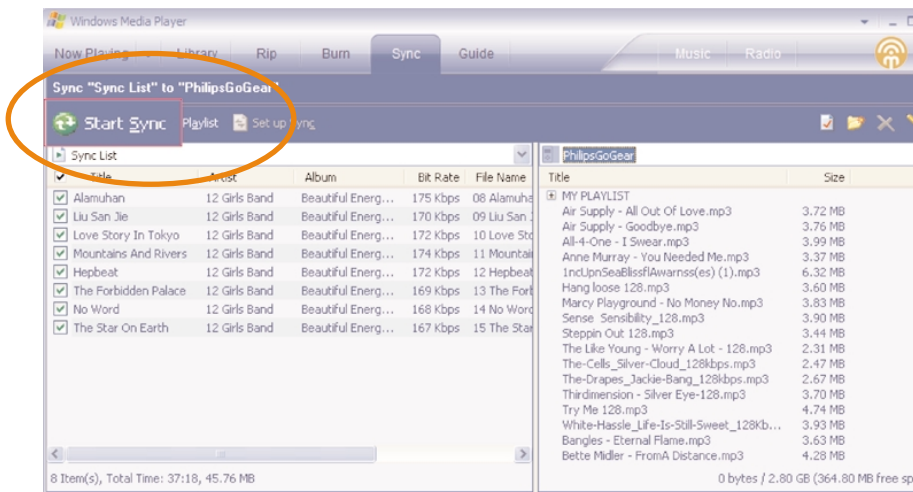 Windows Media Player
Now Playing Library Rip Burn Sync Guide Music Radio
Sync "Sync List" to "PhilipsGoGear"
Start Sync Playlist Set up Sync
Sync List
Title Artist Album Bit Rate File Name
Alamuhan 12 Girls Band Beautiful Energ... 175 Kbps 08 Alamuha
Liu San Jie 12 Girls Band Beautiful Energ... 170 Kbps 09 Liu San J
Love Story In Tokyo 12 Girls Band Beautiful Energ... 172 Kbps 10 Love Sto
Mountains And Rivers 12 Girls Band Beautiful Energ... 174 Kbps 11 Mountai
Hepbeat 12 Girls Band Beautiful Energ... 172 Kbps 12 Hepbeat
The Forbidden Palace 12 Girls Band Beautiful Energ... 169 Kbps 13 The Forb
No Word 12 Girls Band Beautiful Energ... 168 Kbps 14 No Word
The Star On Earth 12 Girls Band Beautiful Energ... 167 Kbps 15 The Star
8 Item(s), Total Time: 37:18, 45.76 MB
PhilipsGoGear
Title Size
MY PLAYLIST
Air Supply - All Out Of Love.mp3 3.72 MB
Air Supply - Goodbye.mp3 3.76 MB
All-4-One - I Swear.mp3 3.99 MB
Anne Murray - You Needed Me.mp3 3.37 MB
1ncUpnSeaBlissflAwarnss(es) (1).mp3 6.32 MB
Hang loose 128.mp3 3.60 MB
Marcy Playground - No Money No.mp3 3.83 MB
Sense Sensibility_128.mp3 3.90 MB
Steppin Out 128.mp3 3.44 MB
The Like Young - Worry A Lot - 128.mp3 2.31 MB
The-Cells_Silver-Cloud_128kbps.mp3 2.47 MB
The-Drapes_Jackie-Bang_128kbps.mp3 2.67 MB
Thirdimension - Silver Eye-128.mp3 3.70 MB
Try Me 128.mp3 4.74 MB
White-Hassle_Life-Is-Still-Sweet_128Kb... 3.93 MB
Bangles - Eternal Flame.mp3 3.63 MB
Bette Midler - FromA Distance.mp3 4.28 MB
0 bytes / 2.80 GB (364.80 MB free sp